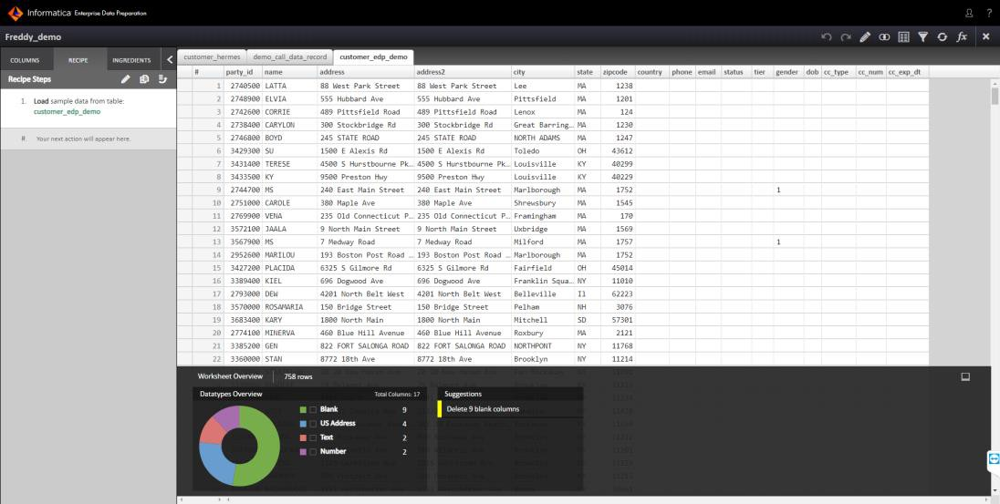 Informatica Enterprise Data Preparation ?
Freddy_demo fx
COLUMNS RECIPE INGREDIENTS
customer_hermes demo_call_data_record customer_edp_demo
Recipe Steps
1. Load sample data from table:
customer_edp_demo
#. Your next action will appear here.
# party_id name address address2 city state zipcode country phone email status tier gender dob cc_type cc_num cc_exp_dt
1 2740500 LATTA 88 West Park Street 88 West Park Street Lee MA 1238
2 2748900 ELVIA 555 Hubbard Ave 555 Hubbard Ave Pittsfield MA 1201
3 2742600 CORRIE 489 Pittsfield Road 489 Pittsfield Road Lenox MA 124
4 2738400 CARYLON 300 Stockbridge Rd 300 Stockbridge Rd Great Barring... MA 1230
5 2746800 BOYD 245 STATE ROAD 245 STATE ROAD NORTH ADAMS MA 1247
6 3429300 SU 1500 E Alexis Rd 1500 E Alexis Rd Toledo OH 43612
7 3431400 TERESE 4500 S Hurstbourne Pk... 4500 S Hurstbourne Pk... Louisville KY 40299
8 3433500 KY 9500 Preston Hwy 9500 Preston Hwy Louisville KY 40229
9 2744700 MS 240 East Main Street 240 East Main Street Marlborough MA 1752 1
10 2751000 CAROLE 380 Maple Ave 380 Maple Ave Shrewsbury MA 1545
11 2769900 VENA 235 Old Connecticut P... 235 Old Connecticut P... Framingham MA 170
12 3572100 JAALA 9 North Main Street 9 North Main Street Uxbridge MA 1569
13 3567900 MS 7 Medway Road 7 Medway Road Milford MA 1757 1
14 2952600 MARILOU 193 Boston Post Road ... 193 Boston Post Road ... Marlborough MA 1752
15 3427200 PLACIDA 6325 S Gilmore Rd 6325 S Gilmore Rd Fairfield OH 45014
16 3389400 KIEL 696 Dogwood Ave 696 Dogwood Ave Franklin Squa... NY 11010
17 2793000 DEW 4201 North Belt West 4201 North Belt West Belleville Il 62223
18 3570000 ROSAMARIA 150 Bridge Street 150 Bridge Street Pelham NH 3076
19 3683400 KARY 1800 North Main 1800 North Main Mitchell SD 57301
20 2774100 MINERVA 460 Blue Hill Avenue 460 Blue Hill Avenue Roxbury MA 2121
21 3385200 GEN 822 FORT SALONGA ROAD 822 FORT SALONGA ROAD NORTHPONT NY 11768
22 3360000 STAN 8772 18th Ave 8772 18th Ave Brooklyn NY 11214
Worksheet Overview 758 rows
Datatypes Overview Total Columns: 17
Blank 9
US Address 4
Text 2
Number 2
Suggestions
Delete 9 blank columns